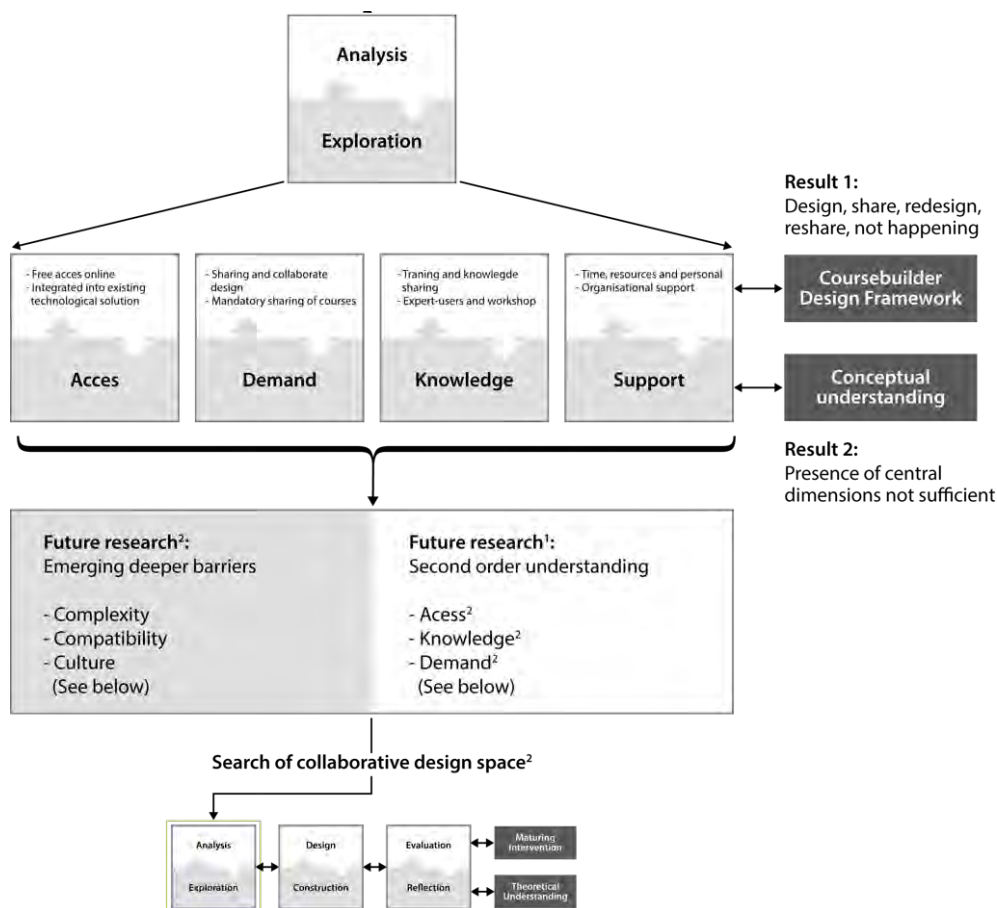 Analysis
Exploration
Result 1:
Design, share, redesign,
reshare, not happening
- Free acces online
- Integrated into existing
technological solution
Acces
- Sharing and collaborate
design
- Mandatory sharing of courses
Demand
- Traning and knowlegde
sharing
- Expert-users and workshop
Knowledge
- Time, resources and personal
- Organisational support
Support
Coursebuilder
Design Framework
Conceptual
understanding
Result 2:
Presence of central
dimensions not sufficient
Future research²:
Emerging deeper barriers
- Complexity
- Compatibility
- Culture
(See below)
Future research¹:
Second order understanding
- Acess²
- Knowledge²
- Demand²
(See below)
Search of collaborative design space²
Analysis
Exploration
Design
Construction
Evaluation
Reflection
Maturing
Intervention
Theoretical
Understanding